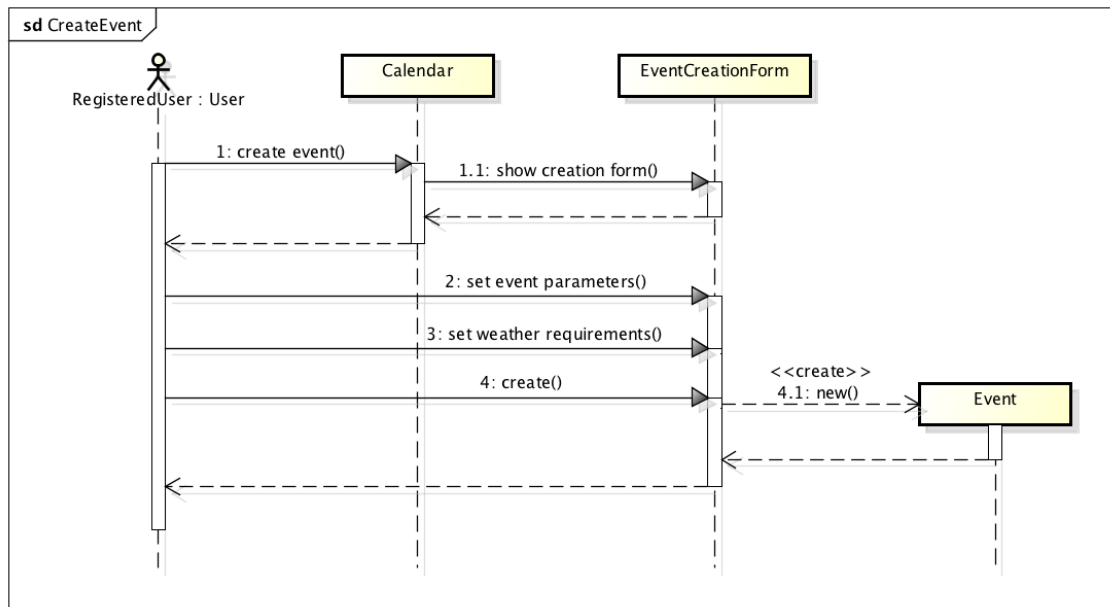 sd CreateEvent
Calendar
EventCreationForm
RegisteredUser : User
1: create event()
1.1: show creation form()
2: set event parameters()
3: set weather requirements()
4: create()
<<create>>
4.1: new()
Event